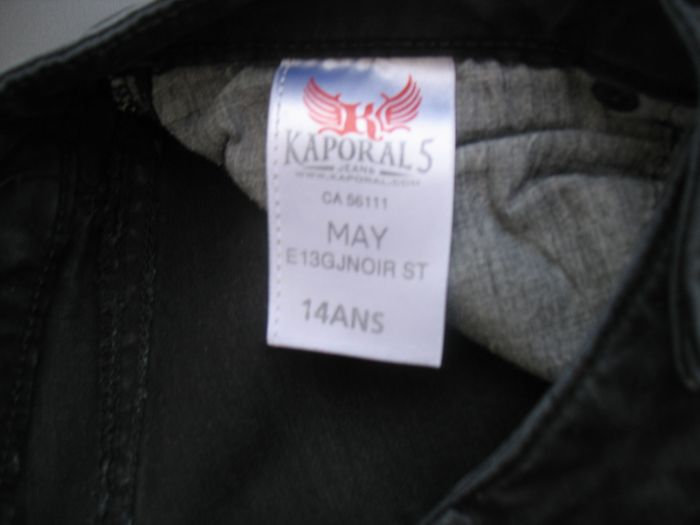 K
KAPORAL 5
JEANS
WWW.KAPORAL.COM
CA 56111
MAY
E13GJNOIR ST
14ANS